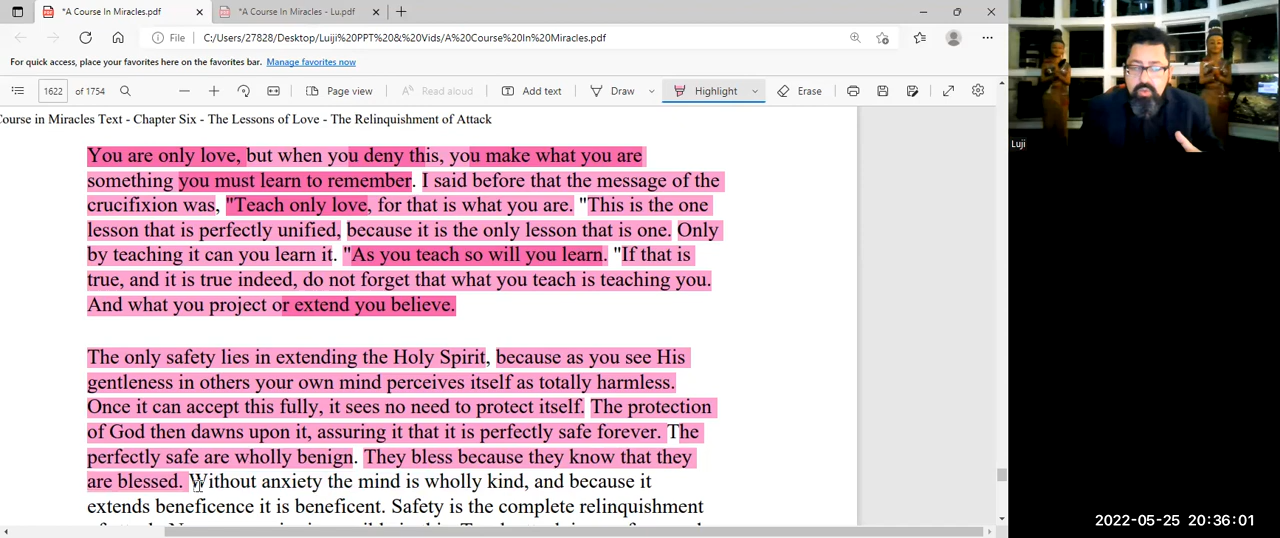 *A Course In Miracles.pdf
*A Course In Miracles - Lu.pdf
File
C:/Users/27828/Desktop/Luiji%20PPT%20&%20Vids/A%20Course%20In%20Miracles.pdf
For quick access, place your favorites here on the favorites bar. Manage favorites now
1622 of 1754
Page view
Read aloud
Add text
Draw
Highlight
Erase
Course in Miracles Text - Chapter Six - The Lessons of Love - The Relinquishment of Attack
You are only love, but when you deny this, you make what you are
something you must learn to remember. I said before that the message of the
crucifixion was, "Teach only love, for that is what you are. "This is the one
lesson that is perfectly unified, because it is the only lesson that is one. Only
by teaching it can you learn it. "As you teach so will you learn. "If that is
true, and it is true indeed, do not forget that what you teach is teaching you.
And what you project or extend you believe.
The only safety lies in extending the Holy Spirit, because as you see His
gentleness in others your own mind perceives itself as totally harmless.
Once it can accept this fully, it sees no need to protect itself. The protection
of God then dawns upon it, assuring it that it is perfectly safe forever. The
perfectly safe are wholly benign. They bless because they know that they
are blessed. Without anxiety the mind is wholly kind, and because it
extends beneficence it is beneficent. Safety is the complete relinquishment
Luji
2022-05-25 20:36:01